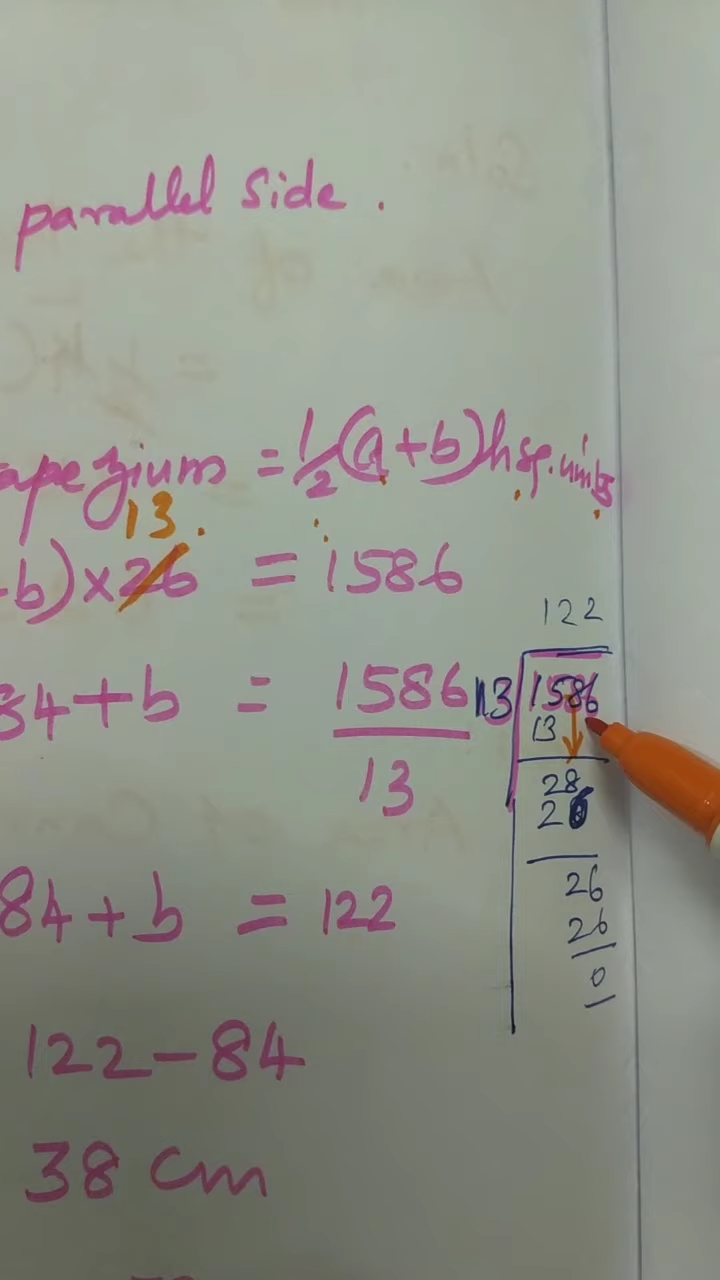 parallel Side.
apezium = 1/2 (a+b)h sq.units
13
b) × 26 = 1586
84 + b = 1586/13
84 + b = 122
122 - 84
38 cm
122
13 1586
13
28
26
26
26
0